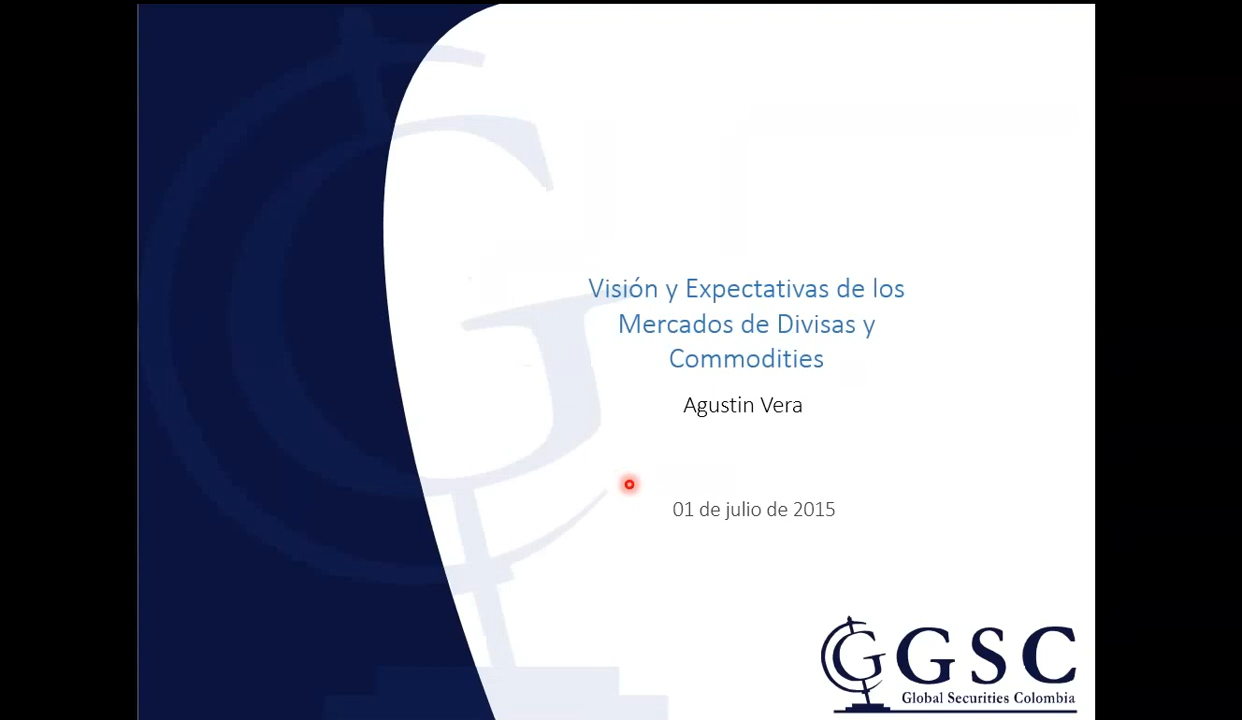 Visión y Expectativas de los
Mercados de Divisas y
Commodities
Agustin Vera
01 de julio de 2015
G GSC
Global Securities Colombia